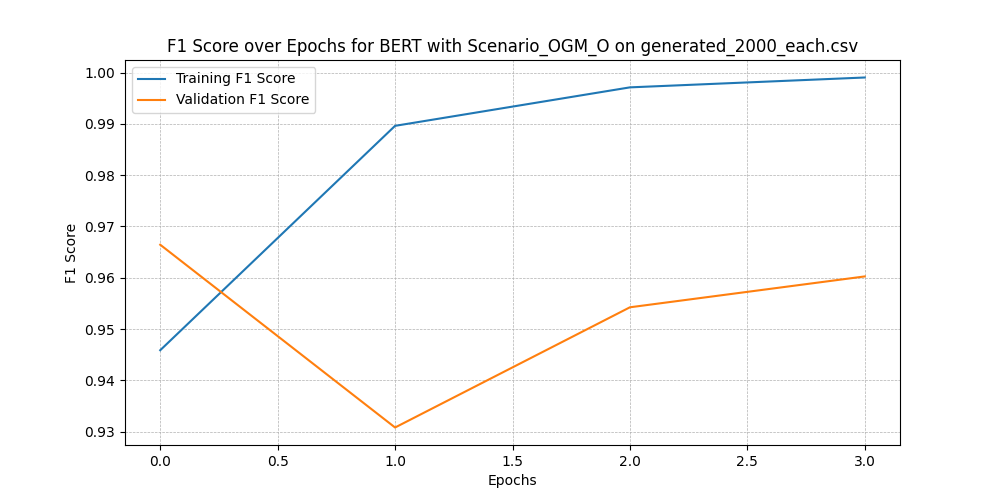 F1 Score over Epochs for BERT with Scenario_OGM_O on generated_2000_each.csv
Training F1 Score
Validation F1 Score
F1 Score
1.00
0.99
0.98
0.97
0.96
0.95
0.94
0.93
0.0 0.5 1.0 1.5 2.0 2.5 3.0
Epochs